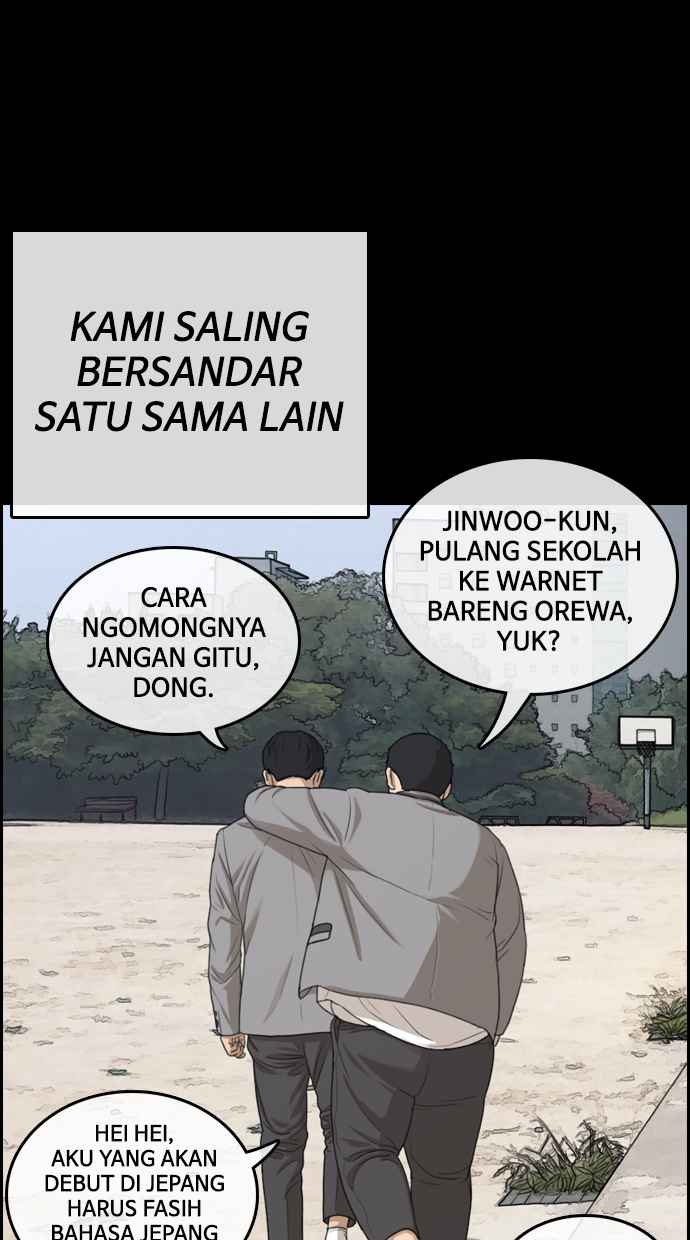 KAMI SALING
BERSANDAR
SATU SAMA LAIN
JINWOO-KUN,
PULANG SEKOLAH
KE WARNET
BARENG OREWA,
YUK?
CARA
NGOMONGNYA
JANGAN GITU,
DONG.
HEI HEI,
AKU YANG AKAN
DEBUT DI JEPANG
HARUS FASIH
BAHASA JEPANG